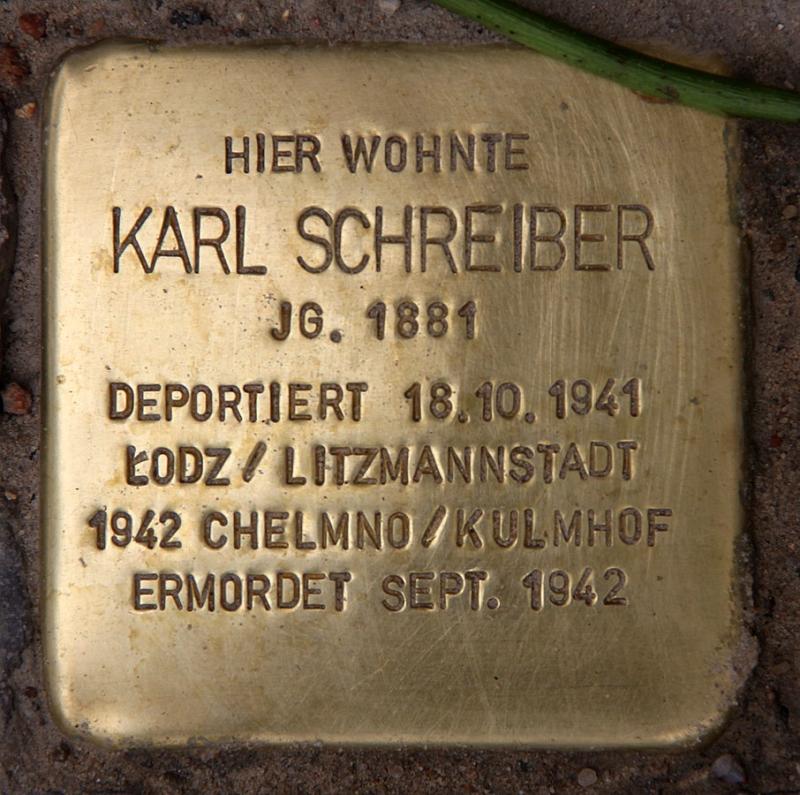 HIER WOHNTE
KARL SCHREIBER
JG. 1881
DEPORTIERT 18.10.1941
ŁODZ / LITZMANNSTADT
1942 CHELMNO / KULMHOF
ERMORDET SEPT. 1942